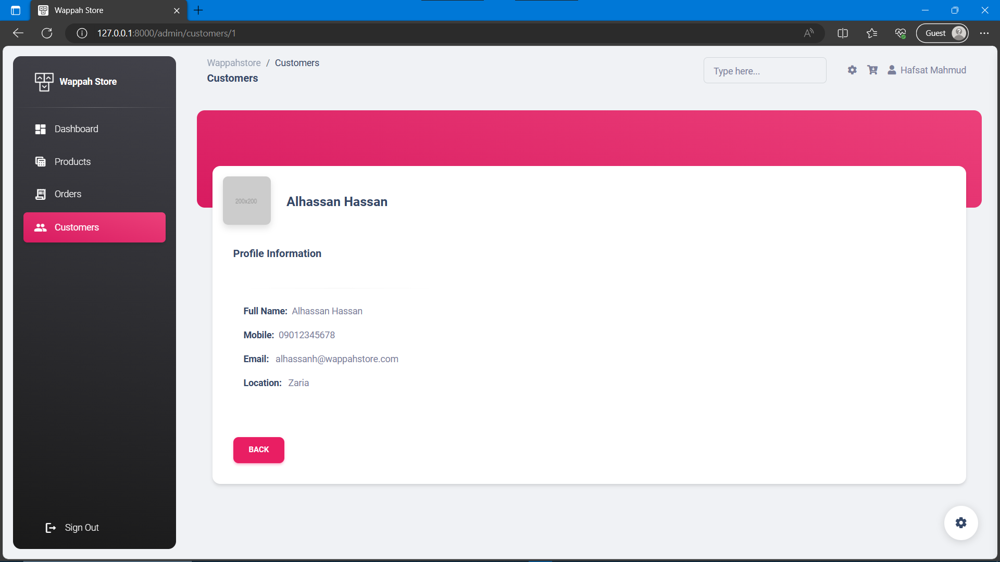 Wappah Store
127.0.0.1:8000/admin/customers/1
Guest
Wappah Store
Dashboard
Products
Orders
Customers
Sign Out
Wappahstore / Customers
Customers
Type here...
Hafsat Mahmud
200x200
Alhassan Hassan
Profile Information
Full Name: Alhassan Hassan
Mobile: 09012345678
Email: alhassanh@wappahstore.com
Location: Zaria
BACK